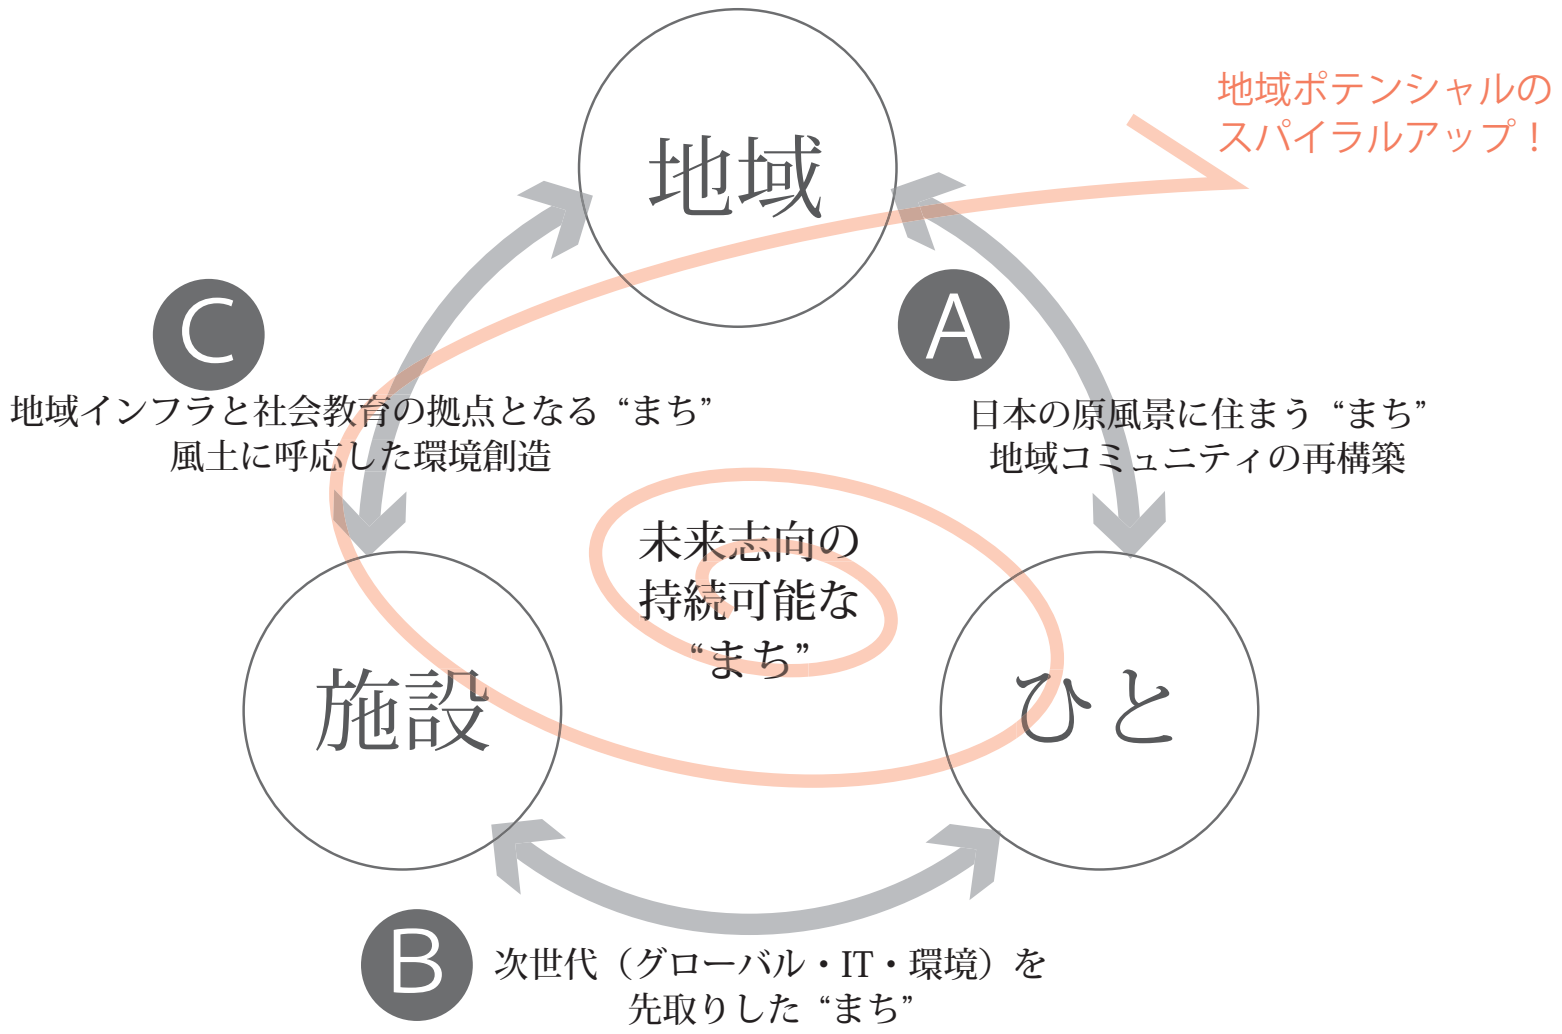 地域ポテンシャルの
スパイラルアップ！
地域
C
A
地域インフラと社会教育の拠点となる “まち”
風土に呼応した環境創造
日本の原風景に住まう “まち”
地域コミュニティの再構築
未来志向の
持続可能な
“まち”
施設
ひと
B
次世代（グローバル・IT・環境）を
先取りした “まち”